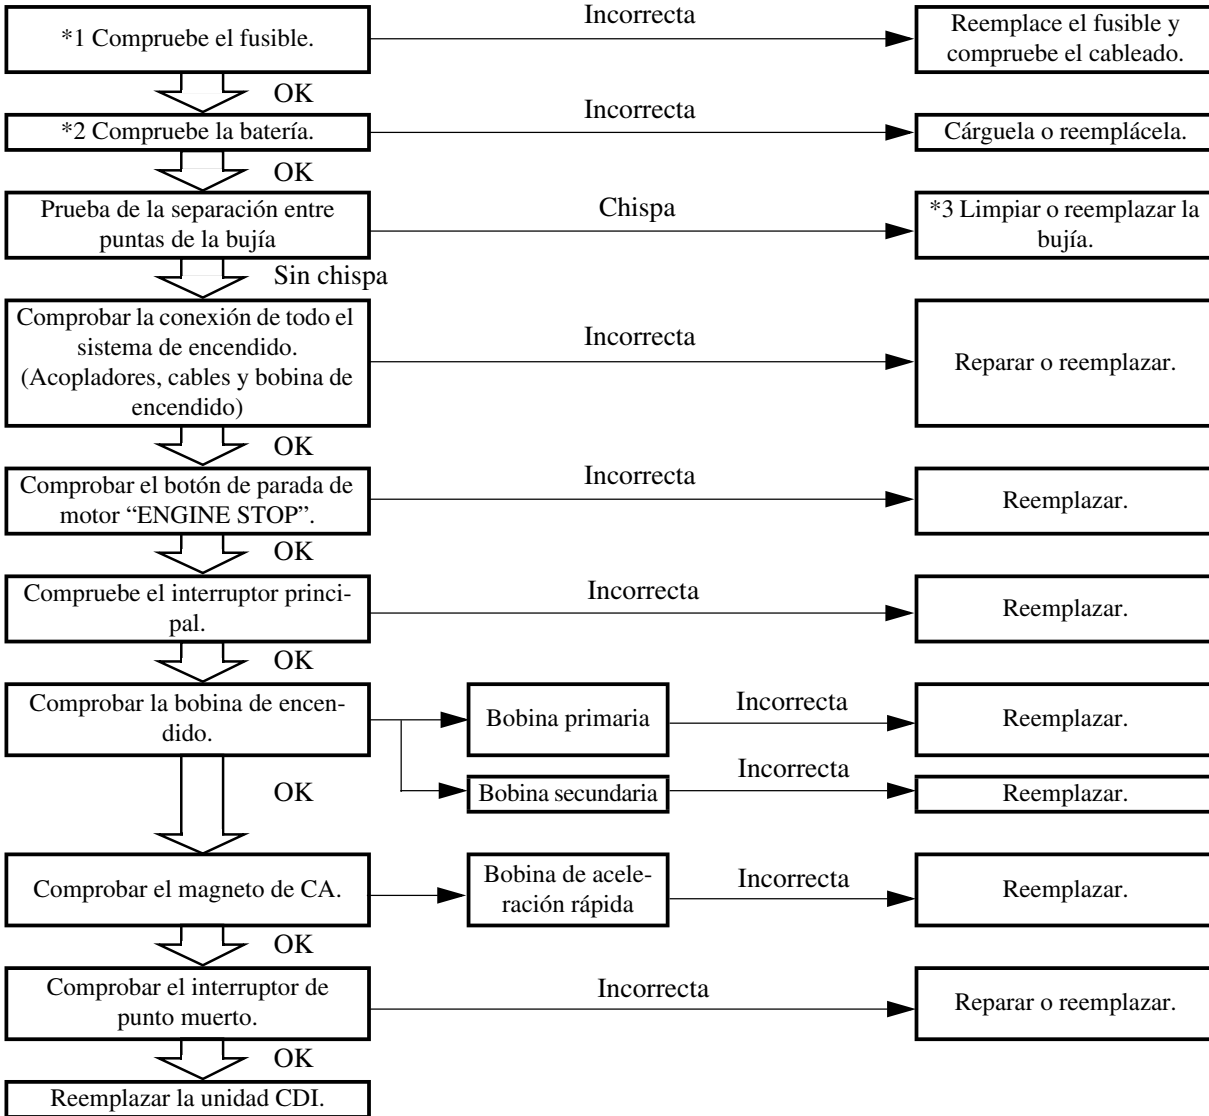 *1 Compruebe el fusible.
Incorrecta
Reemplace el fusible y
compruebe el cableado.
OK
*2 Compruebe la batería.
Incorrecta
Cárguela o reemplácela.
OK
Prueba de la separación entre
puntas de la bujía
Chispa
*3 Limpiar o reemplazar la
bujía.
Sin chispa
Comprobar la conexión de todo el
sistema de encendido.
(Acopladores, cables y bobina de
encendido)
Incorrecta
Reparar o reemplazar.
OK
Comprobar el botón de parada de
motor “ENGINE STOP”.
Incorrecta
Reemplazar.
OK
Compruebe el interruptor princi-
pal.
Incorrecta
Reemplazar.
OK
Comprobar la bobina de encen-
dido.
Bobina primaria
Incorrecta
Reemplazar.
Bobina secundaria
Incorrecta
Reemplazar.
OK
Comprobar el magneto de CA.
Bobina de acele-
ración rápida
Incorrecta
Reemplazar.
OK
Comprobar el interruptor de
punto muerto.
Incorrecta
Reparar o reemplazar.
OK
Reemplazar la unidad CDI.